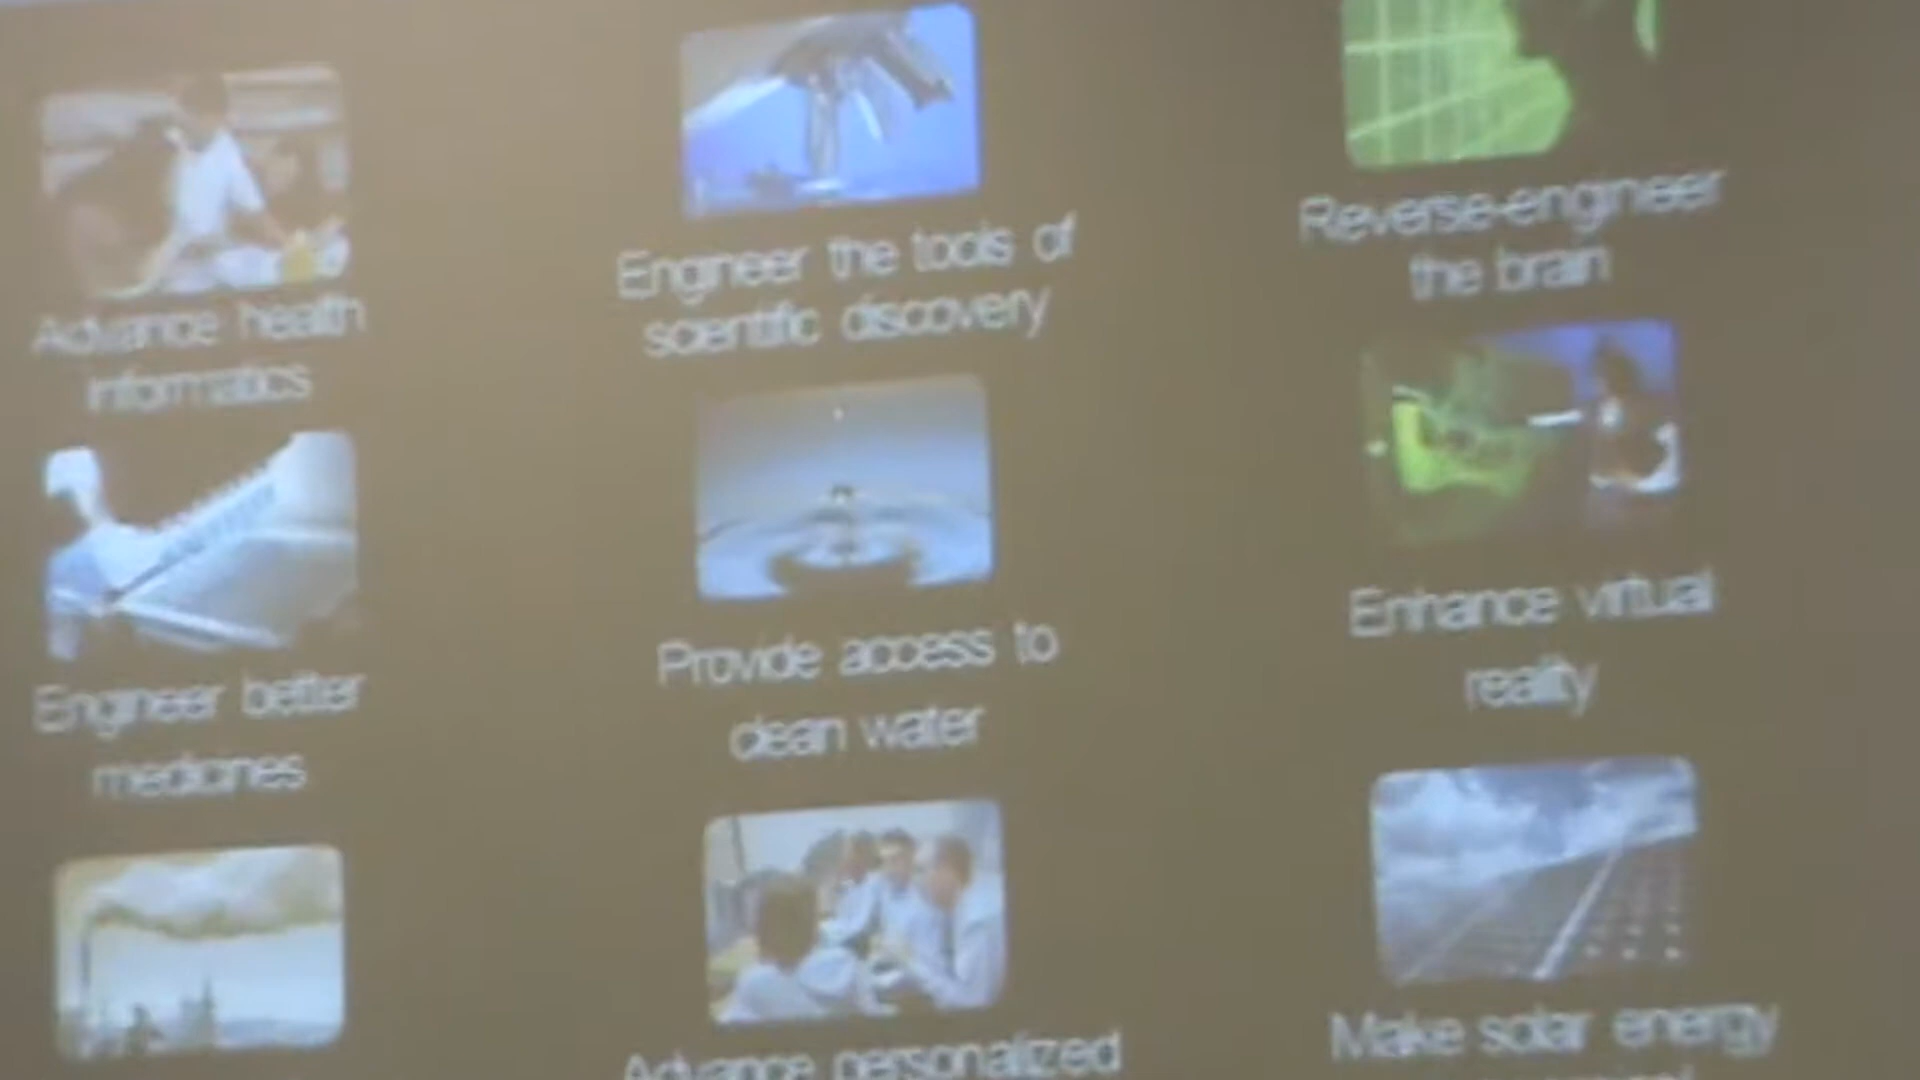 Advance health
informatics
Engineer the tools of
scientific discovery
Reverse-engineer
the brain
Engineer better
medicines
Provide access to
clean water
Enhance virtual
reality
Advance personalized
Make solar energy